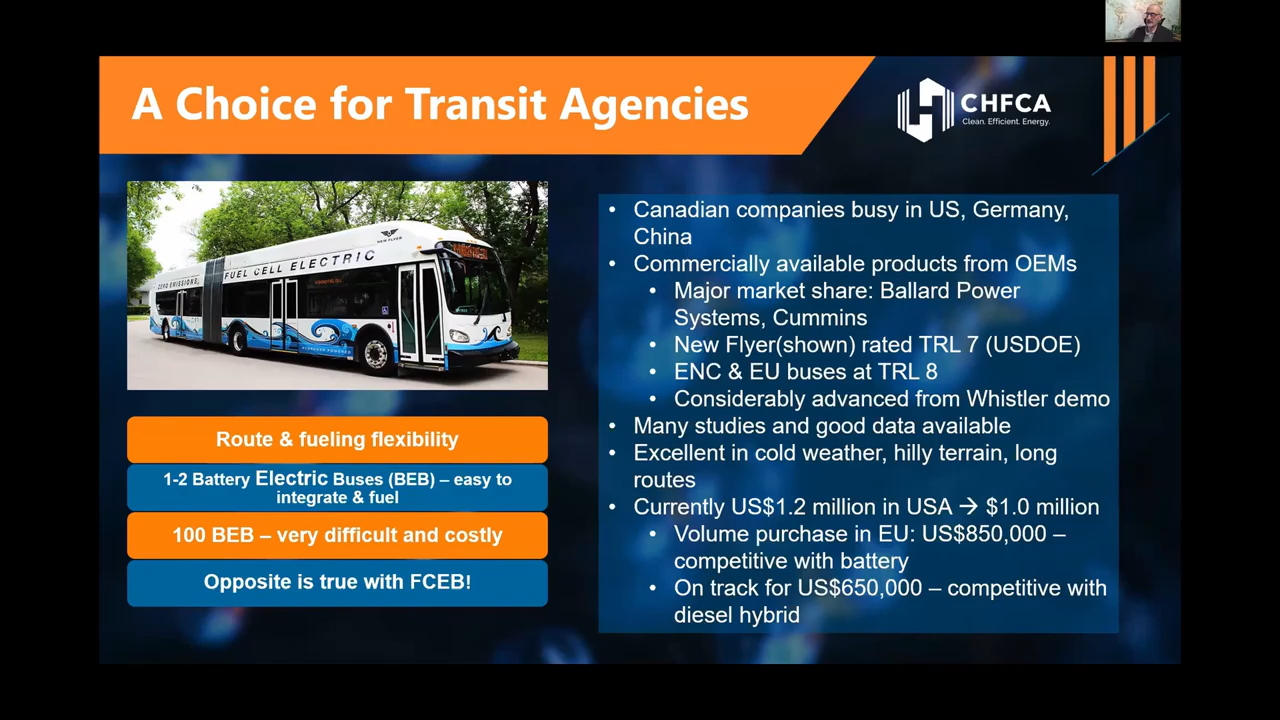 A Choice for Transit Agencies
CHFCA
Clean. Efficient. Energy.
NEW FLYER
ZERO EMISSIONS
FUEL CELL ELECTRIC
Route & fueling flexibility
1-2 Battery Electric Buses (BEB) – easy to
integrate & fuel
100 BEB – very difficult and costly
Opposite is true with FCEB!
• Canadian companies busy in US, Germany,
China
• Commercially available products from OEMs
• Major market share: Ballard Power
Systems, Cummins
• New Flyer(shown) rated TRL 7 (USDOE)
• ENC & EU buses at TRL 8
• Considerably advanced from Whistler demo
• Many studies and good data available
• Excellent in cold weather, hilly terrain, long
routes
• Currently US$1.2 million in USA → $1.0 million
• Volume purchase in EU: US$850,000 –
competitive with battery
• On track for US$650,000 – competitive with
diesel hybrid